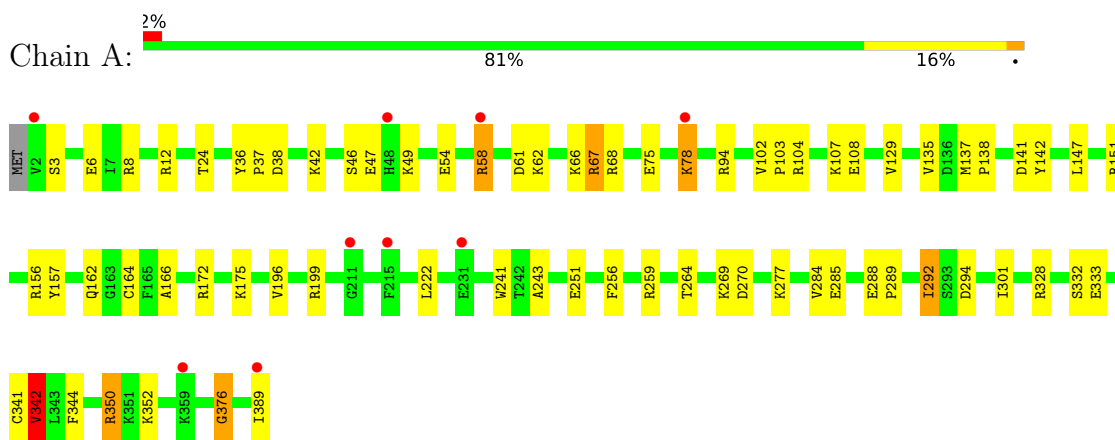 2%
Chain A:
81% 16% •
MET V2 S3 E6 I7 R8 R12 T24 Y36 P37 D38 K42 S46 E47 H48 K49 E54 R58 D61 K62 K66 R67 R68 E75 K78 R94 V102 P103 R104 K107 E108 V129 V135 D136 M137 P138 D141 Y142 L147 R151
R156 Y157 Q162 G163 C164 F165 A166 R172 K175 V196 R199 G211 F215 L222 E231 W241 T242 A243 E251 F256 R259 T264 K269 D270 K277 V284 E285 E288 P289 I292 S293 D294 I301 R328 S332 E333
C341 V342 L343 F344 R350 K351 K352 K359 G376 I389